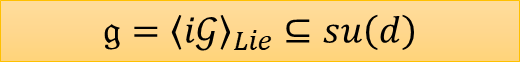 𝔤 = ⟨i𝒢⟩_Lie ⊆ su(d)